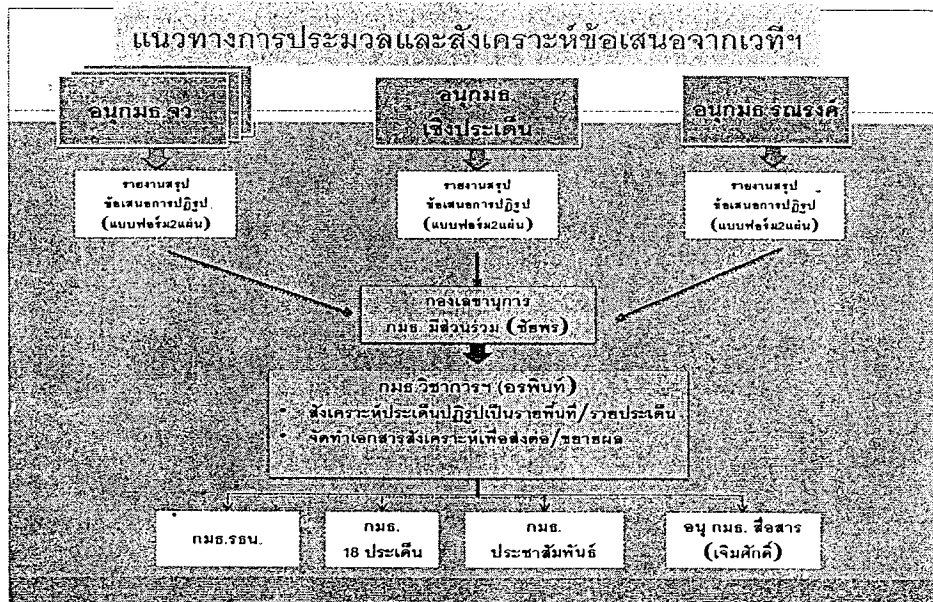 แนวทางการประมวลและสังเคราะห์ข้อเสนอจากเวทีฯ
อนุกมธ.จว
อนุกมธ.
เชิงประเด็น
อนุกมธ.รณรงค์
รายงานสรุป
ข้อเสนอการปฏิรูป
(แบบฟอร์ม2แผ่น)
รายงานสรุป
ข้อเสนอการปฏิรูป
(แบบฟอร์ม2แผ่น)
รายงานสรุป
ข้อเสนอการปฏิรูป
(แบบฟอร์ม2แผ่น)
กองเลขานุการ
กมธ. มีส่วนร่วม (ชัยพร)
กมธ.วิชาการฯ (อรพินท์)
• สังเคราะห์ประเด็นปฏิรูปเป็นรายพื้นที่/รายประเด็น
• จัดทำเอกสารสังเคราะห์เพื่อส่งต่อ/ขยายผล
กมธ.รธน.
กมธ.
18 ประเด็น
กมธ.
ประชาสัมพันธ์
อนุ กมธ. สื่อสาร
(เจิมศักดิ์)